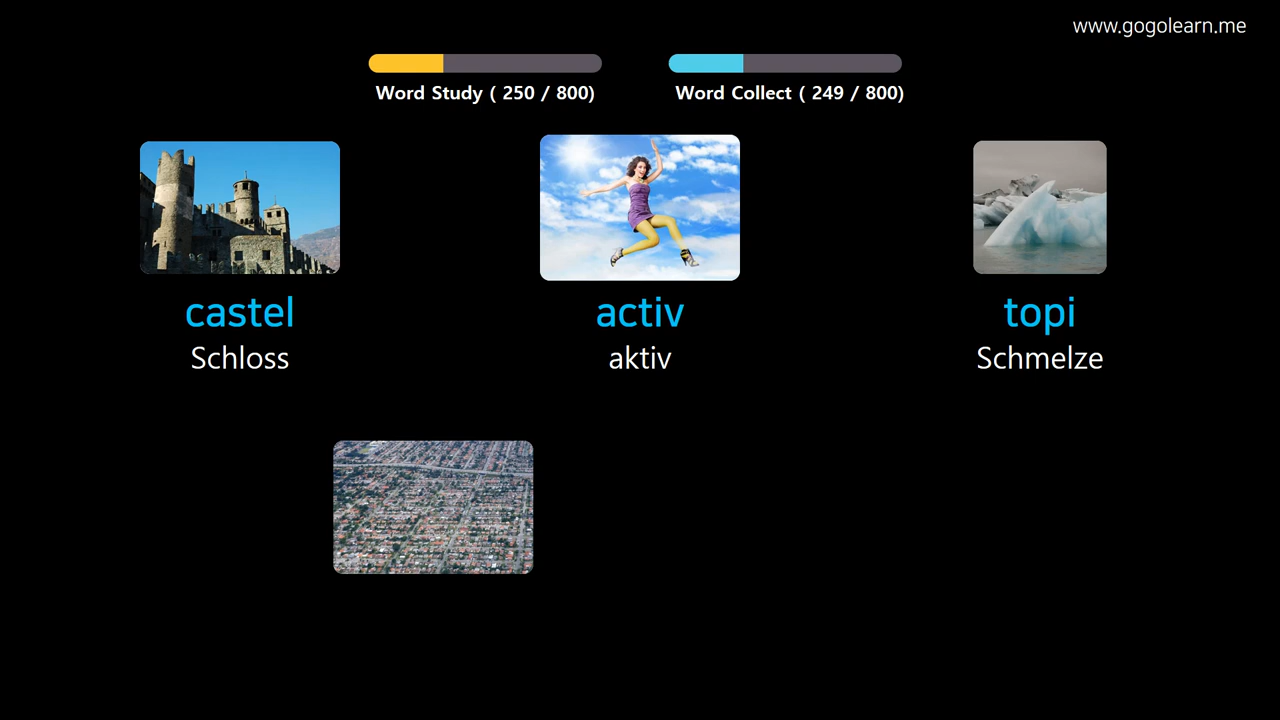 www.gogolearn.me
Word Study ( 250 / 800)
Word Collect ( 249 / 800)
castel
activ
topi
Schloss
aktiv
Schmelze